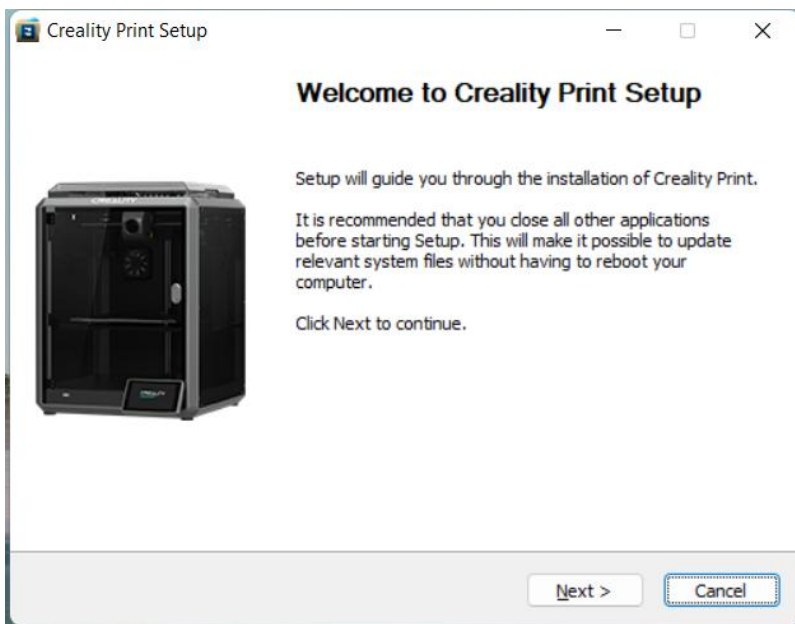 Creality Print Setup
Welcome to Creality Print Setup
CREALITY
Setup will guide you through the installation of Creality Print.
It is recommended that you close all other applications
before starting Setup. This will make it possible to update
relevant system files without having to reboot your
computer.
Click Next to continue.
Next >
Cancel